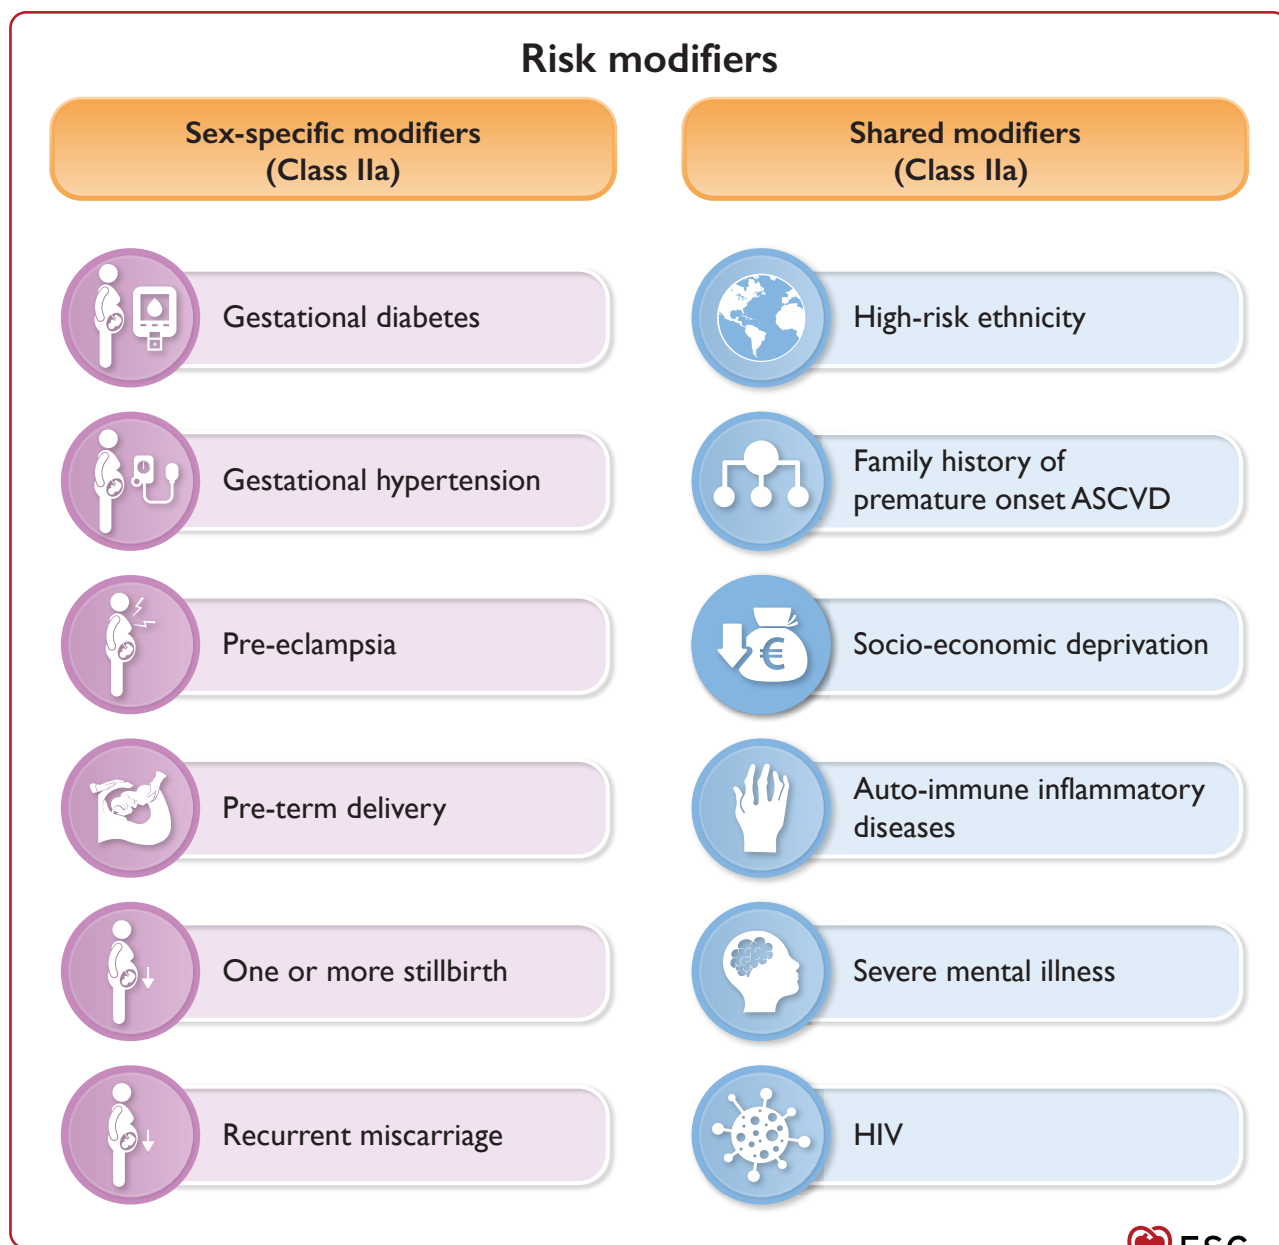 Risk modifiers
Sex-specific modifiers
(Class IIa)
Gestational diabetes
Gestational hypertension
Pre-eclampsia
Pre-term delivery
One or more stillbirth
Recurrent miscarriage
Shared modifiers
(Class IIa)
High-risk ethnicity
Family history of
premature onset ASCVD
€
Socio-economic deprivation
Auto-immune inflammatory
diseases
Severe mental illness
HIV
ESC